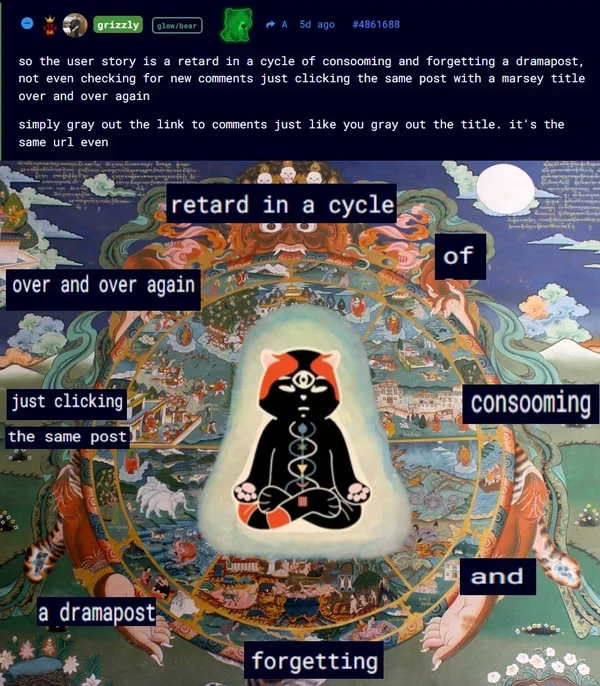 grizzly glow/bear A 5d ago #4861688
so the user story is a retard in a cycle of consooming and forgetting a dramapost,
not even checking for new comments just clicking the same post with a marsey title
over and over again
simply gray out the link to comments just like you gray out the title. it's the
same url even
retard in a cycle
of
consooming
and
forgetting
a dramapost
just clicking
the same post
over and over again